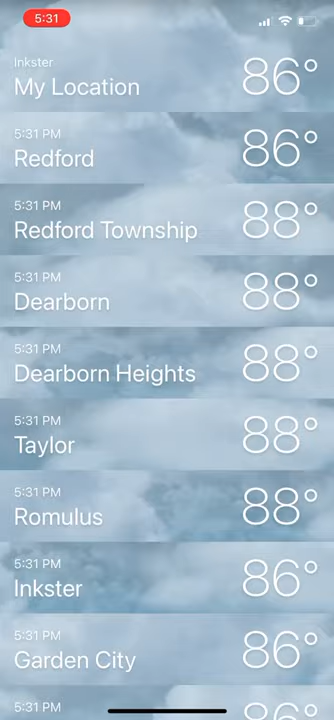 5:31
Inkster
My Location
86°
5:31 PM
Redford
86°
5:31 PM
Redford Township
88°
5:31 PM
Dearborn
88°
5:31 PM
Dearborn Heights
88°
5:31 PM
Taylor
88°
5:31 PM
Romulus
88°
5:31 PM
Inkster
86°
5:31 PM
Garden City
86°
5:31 PM
86°